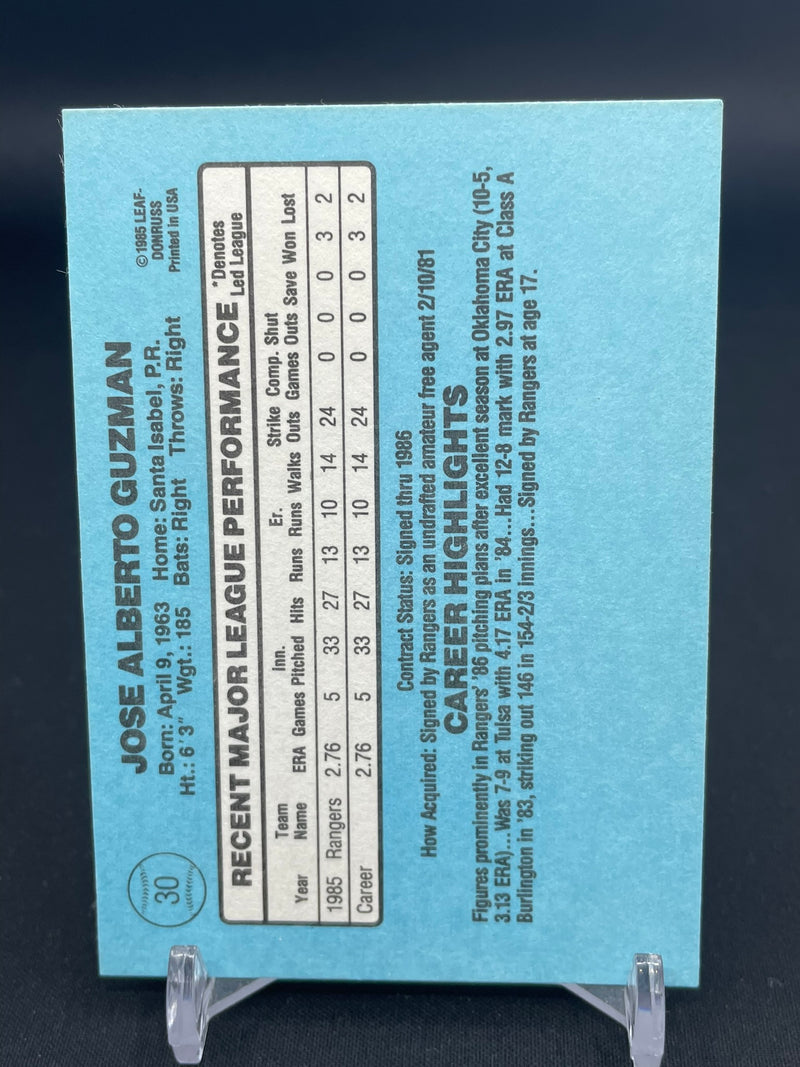 30
JOSE ALBERTO GUZMAN
Born: April 9, 1963 Home: Santa Isabel, P.R.
Ht.: 6'3" Wgt.: 185 Bats: Right Throws: Right
© 1985 LEAF-
DONRUSS
Printed in USA
RECENT MAJOR LEAGUE PERFORMANCE
*Denotes
Led League
Team Inn. Er. Strike Comp. Shut
Year Name ERA Games Pitched Hits Runs Runs Walks Outs Games Outs Save Won Lost
1985 Rangers 2.76 5 33 27 13 10 14 24 0 0 0 3 2
Career 2.76 5 33 27 13 10 14 24 0 0 0 3 2
Contract Status: Signed thru 1986
How Acquired: Signed by Rangers as an undrafted amateur free agent 2/10/81
CAREER HIGHLIGHTS
Figures prominently in Rangers' '86 pitching plans after excellent season at Oklahoma City (10-5,
3.13 ERA)...Was 7-9 at Tulsa with 4.17 ERA in '84...Had 12-8 mark with 2.97 ERA at Class A
Burlington in '83, striking out 146 in 154-2/3 innings...Signed by Rangers at age 17.